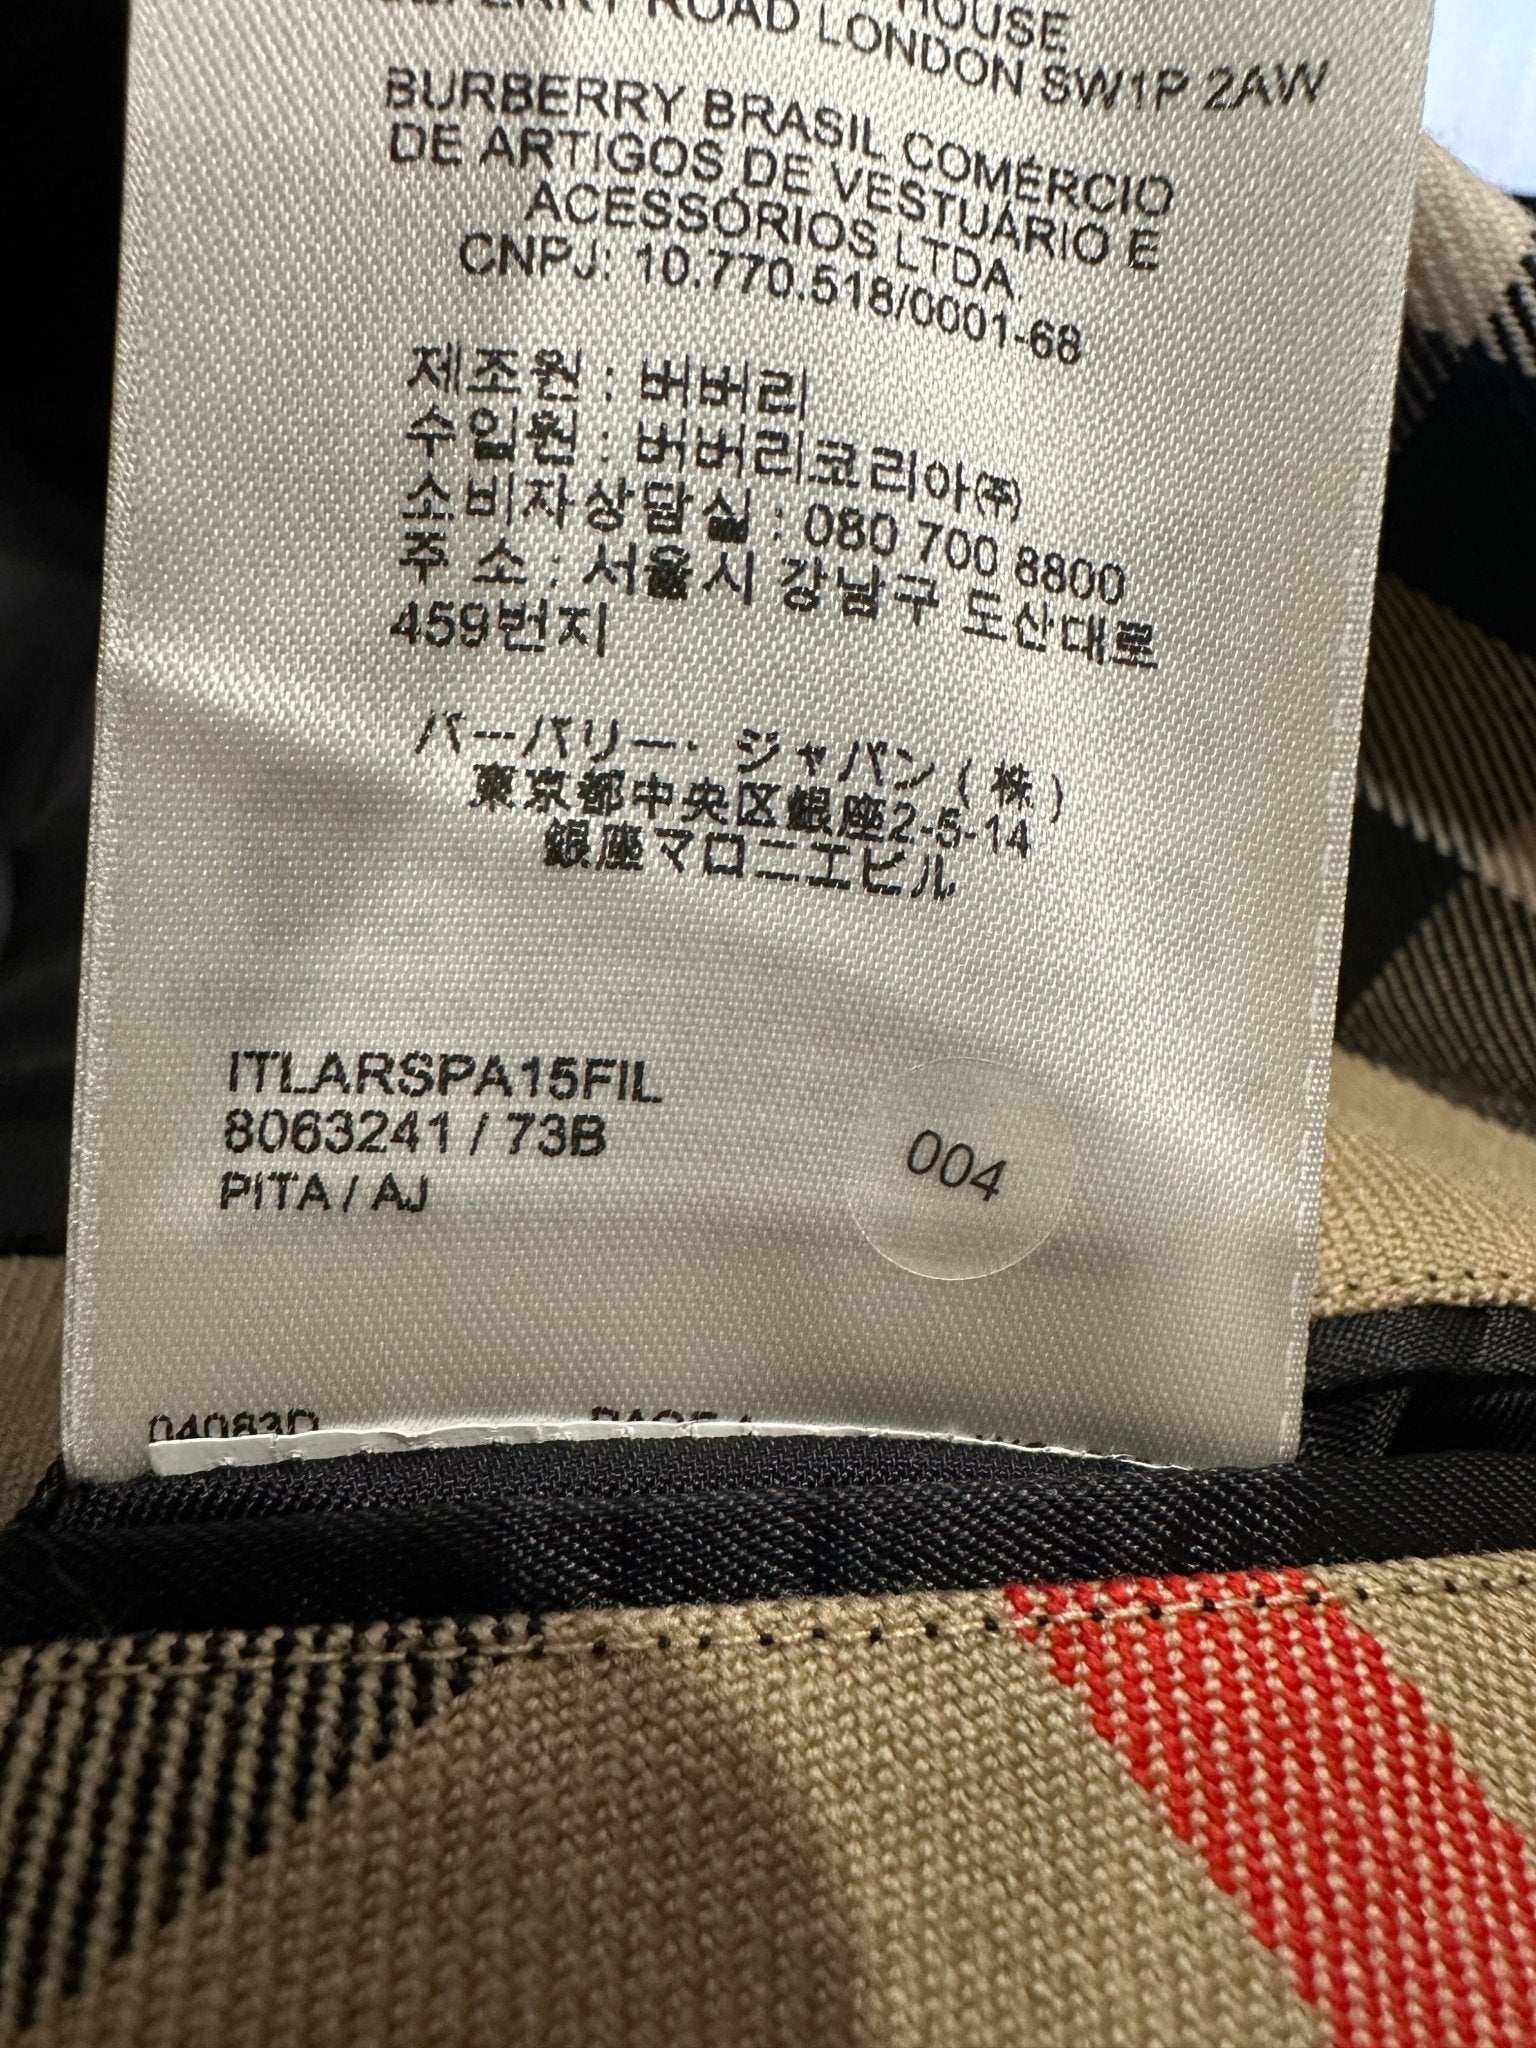 HOUSE
ROAD LONDON SW1P 2AW
BURBERRY BRASIL COMÉRCIO
DE ARTIGOS DE VESTUÁRIO E
ACESSÓRIOS LTDA.
CNPJ: 10.770.518/0001-68
제조원 : 버버리
수입원 : 버버리코리아㈜
소비자상담실 : 080 700 8800
주 소 : 서울시 강남구 도산대로
459번지
バーバリー・ジャパン(株)
東京都中央区銀座2-5-14
銀座マロニエビル
ITLARSPA15FIL
8063241 / 73B
PITA / AJ
004
04083D